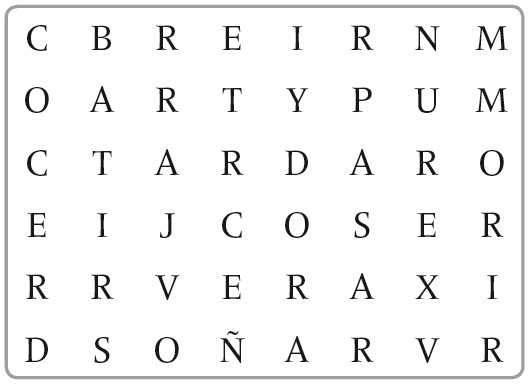 C B R E I R N M
O A R T Y P U M
C T A R D A R O
E I J C O S E R
R R V E R A X I
D S O Ñ A R V R